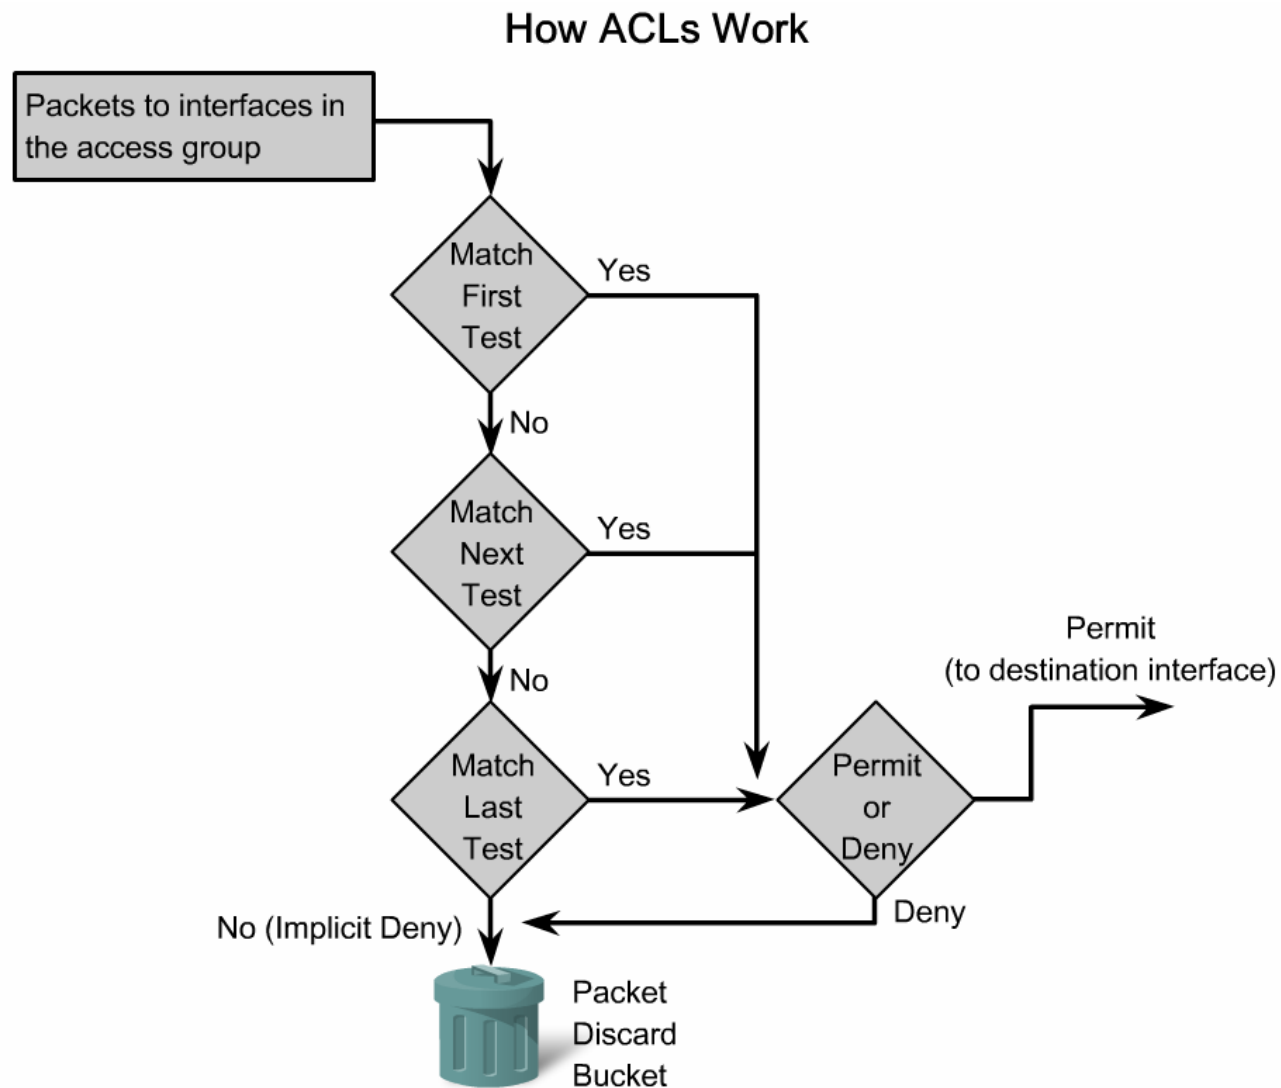 How ACLs Work
Packets to interfaces in
the access group
Match
First
Test
Yes
No
Match
Next
Test
Yes
No
Match
Last
Test
Yes
Permit
or
Deny
Permit
(to destination interface)
Deny
No (Implicit Deny)
Packet
Discard
Bucket